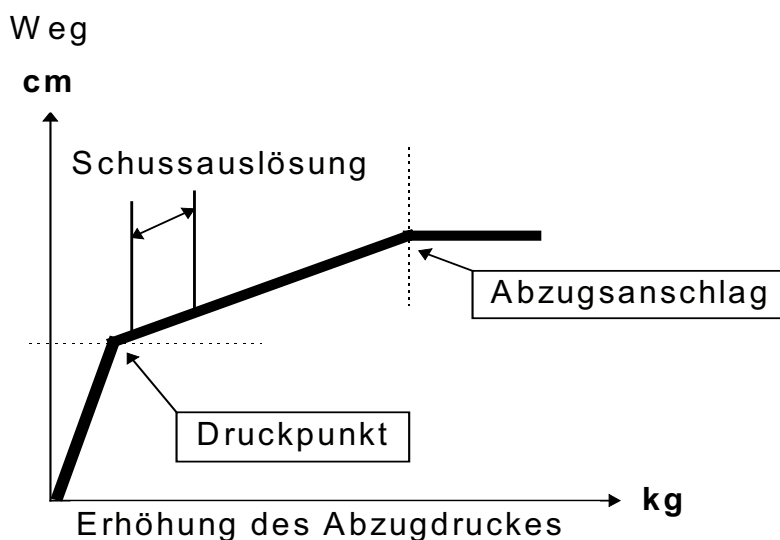 Weg
cm
Schussauslösung
Abzugsanschlag
Druckpunkt
kg
Erhöhung des Abzugdruckes